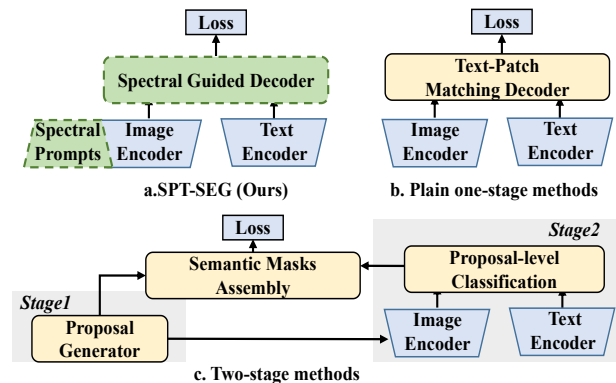 Loss
Spectral Guided Decoder
Spectral
Prompts
Image
Encoder
Text
Encoder
a.SPT-SEG (Ours)
Loss
Text-Patch
Matching Decoder
Image
Encoder
Text
Encoder
b. Plain one-stage methods
Loss
Semantic Masks
Assembly
Stage1
Proposal
Generator
Stage2
Proposal-level
Classification
Image
Encoder
Text
Encoder
c. Two-stage methods